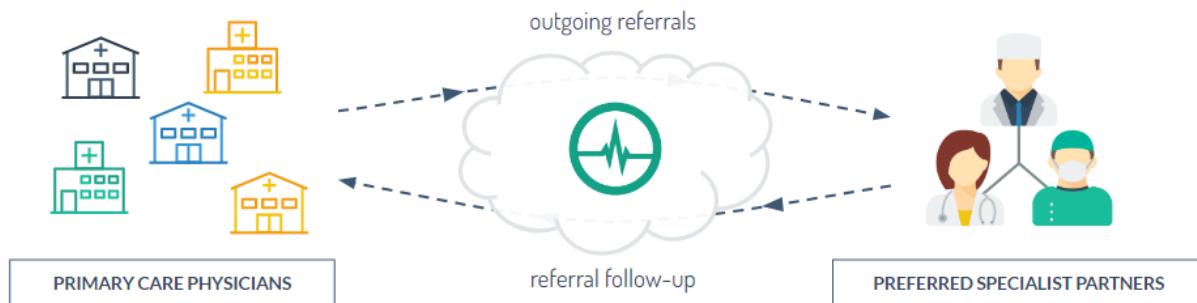 outgoing referrals
referral follow-up
PRIMARY CARE PHYSICIANS
PREFERRED SPECIALIST PARTNERS